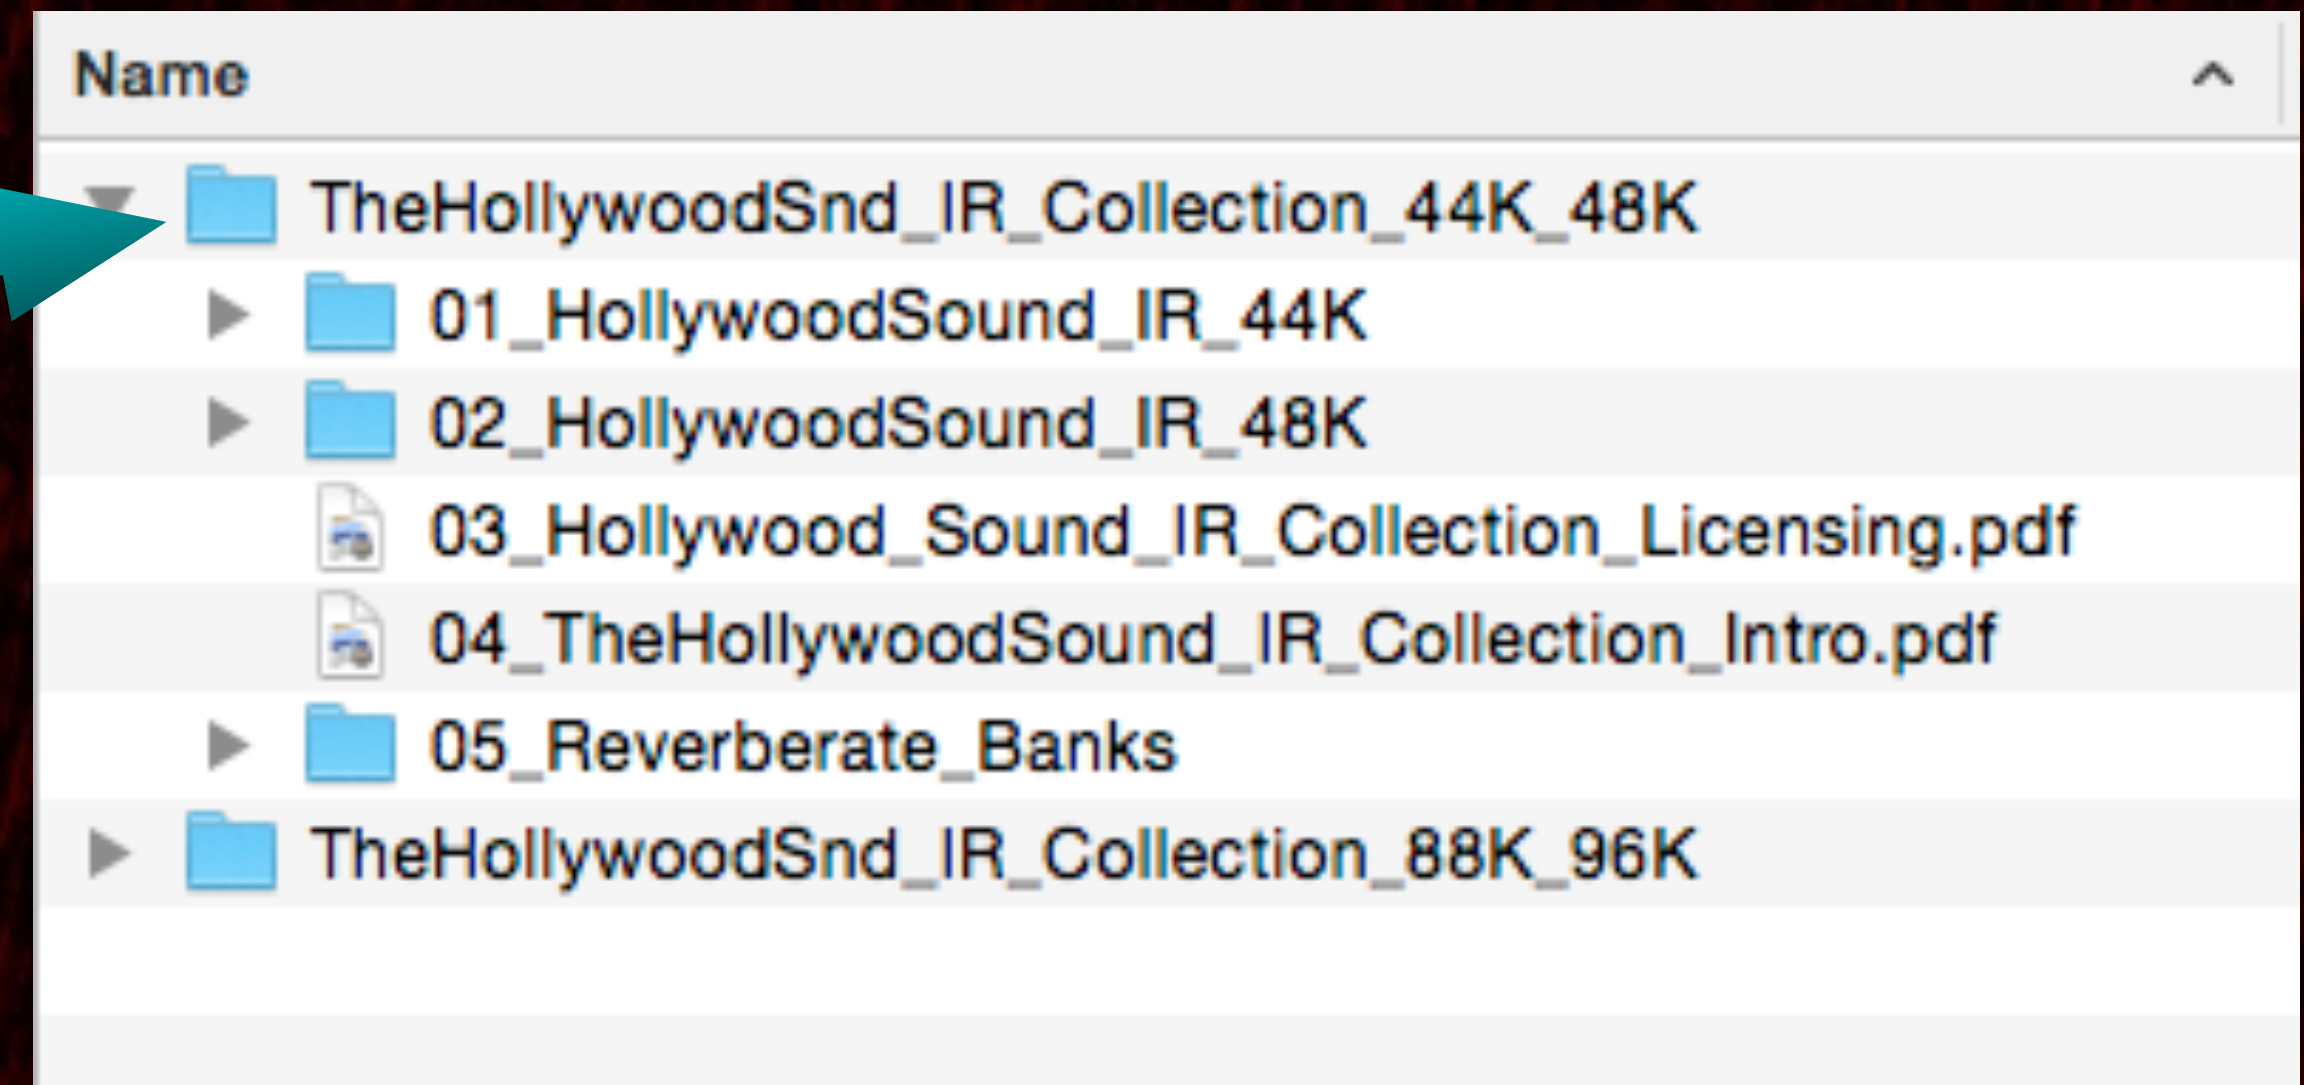 Name
TheHollywoodSnd_IR_Collection_44K_48K
01_HollywoodSound_IR_44K
02_HollywoodSound_IR_48K
03_Hollywood_Sound_IR_Collection_Licensing.pdf
04_TheHollywoodSound_IR_Collection_Intro.pdf
05_Reverberate_Banks
TheHollywoodSnd_IR_Collection_88K_96K